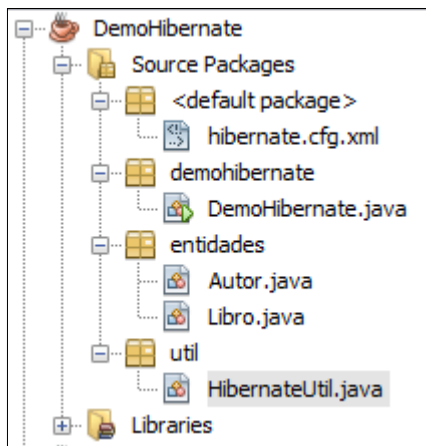 DemoHibernate
Source Packages
<default package>
hibernate.cfg.xml
demohibernate
DemoHibernate.java
entidades
Autor.java
Libro.java
util
HibernateUtil.java
Libraries